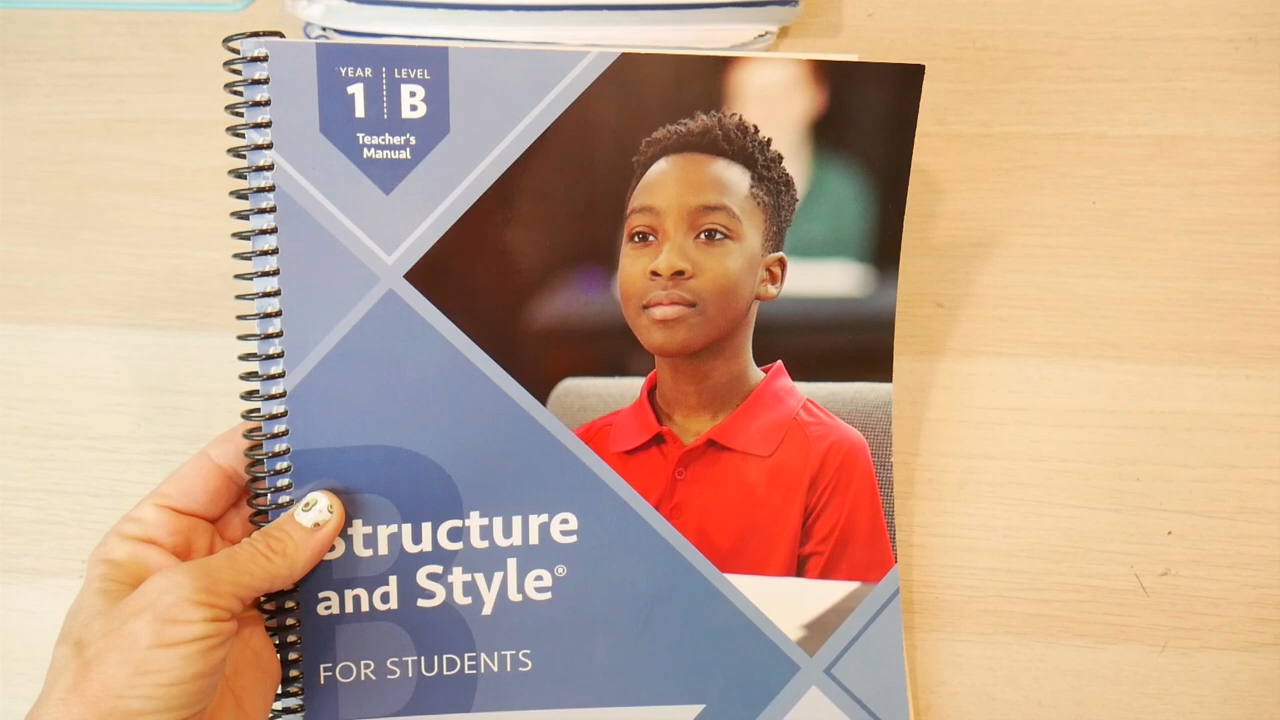 YEAR LEVEL
1 B
Teacher's
Manual
Structure
and Style®
FOR STUDENTS